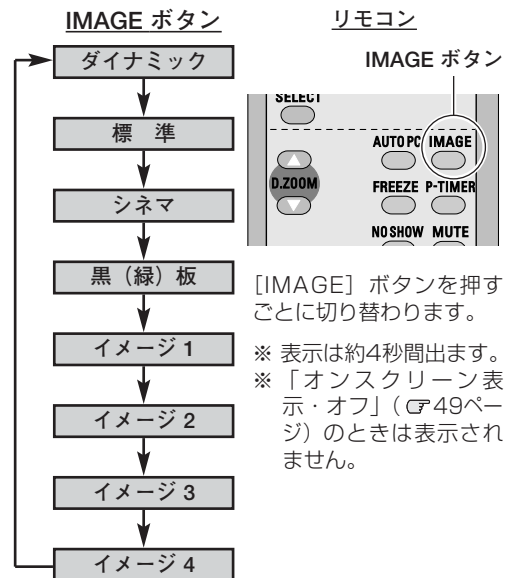 IMAGE ボタン
ダイナミック
標 準
シネマ
黒（緑）板
イメージ 1
イメージ 2
イメージ 3
イメージ 4
リモコン
IMAGE ボタン
SELECT
AUTO PC IMAGE
D.ZOOM
FREEZE P-TIMER
NO SHOW MUTE
［IMAGE］ボタンを押す
ごとに切り替わります。
※ 表示は約4秒間出ます。
※「オンスクリーン表
示・オフ」（☞49ペー
ジ）のときは表示され
ません。